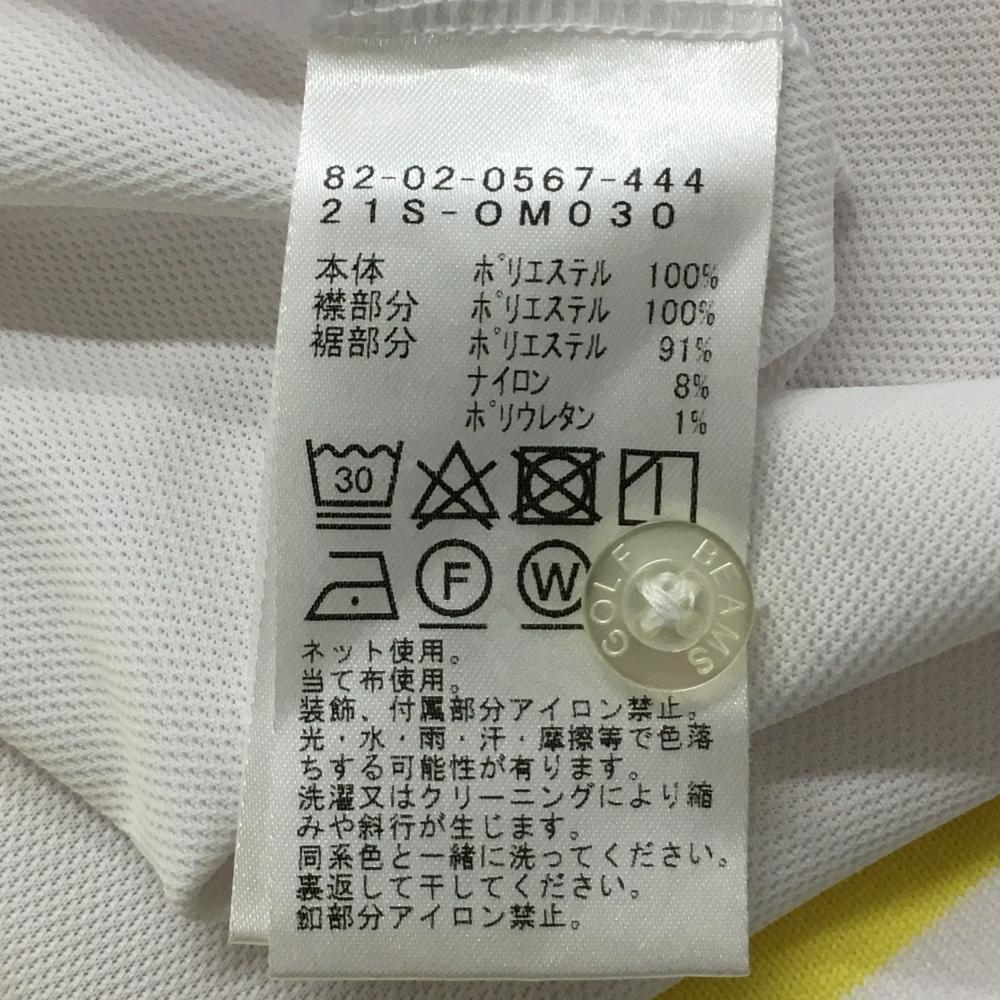 82-02-0567-444
21S-OM030
本体 ポリエステル 100%
襟部分 ポリエステル 100%
裾部分 ポリエステル 91%
ナイロン 8%
ポリウレタン 1%
30
F W
BEAMS GOLF
ネット使用。
当て布使用。
装飾、付属部分アイロン禁止。
光・水・雨・汗・摩擦等で色落
ちする可能性が有ります。
洗濯又はクリーニングにより縮
みや斜行が生じます。
同系色と一緒に洗ってください。
裏返して干してください。
釦部分アイロン禁止。